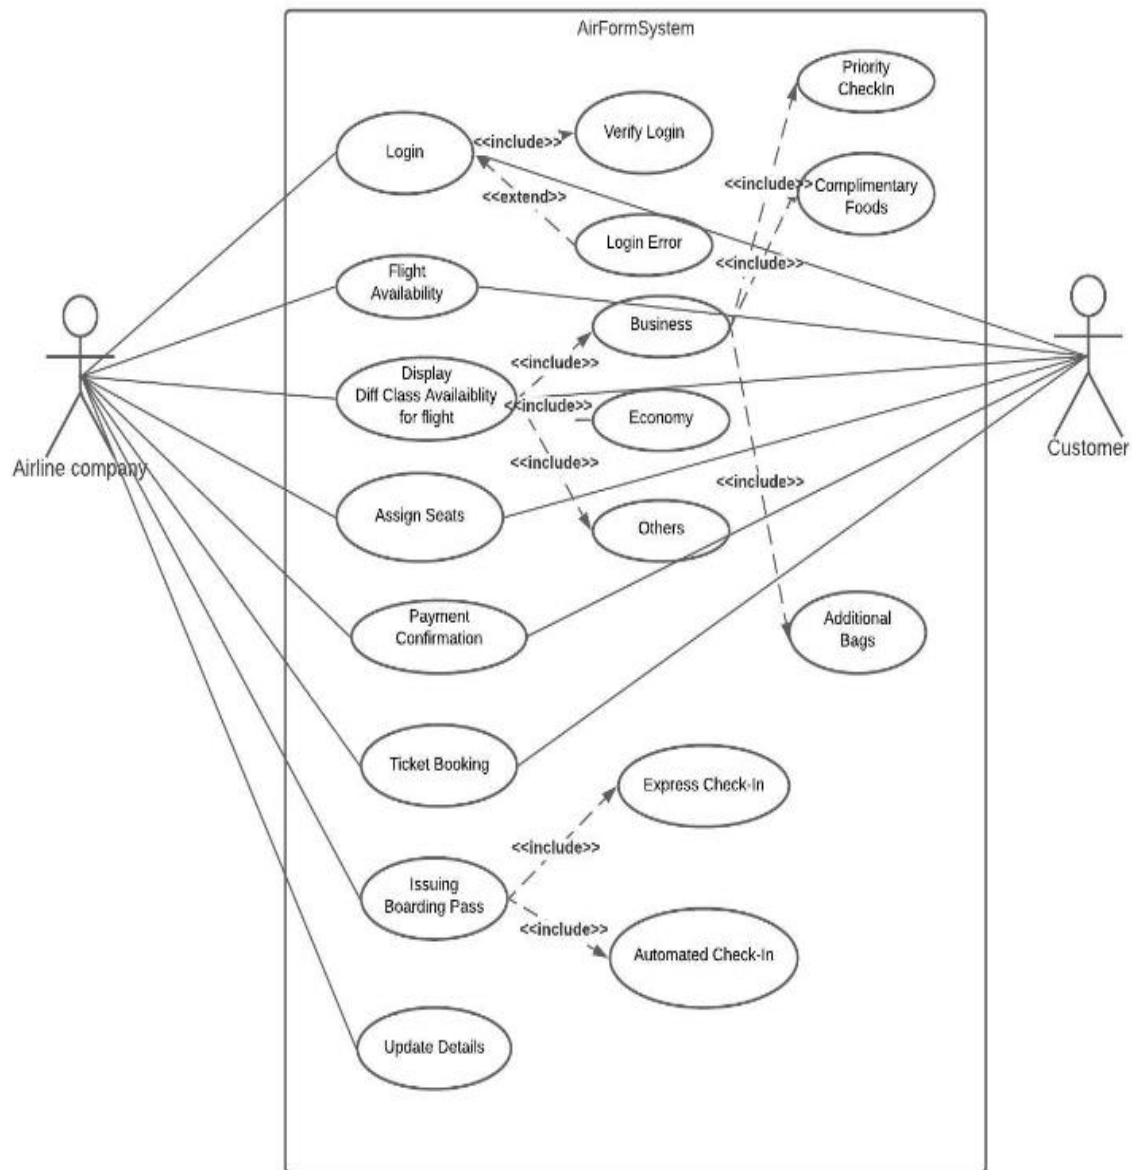 AirFormSystem
Priority
CheckIn
Login
<<include>>
Verify Login
<<include>>
Complimentary
Foods
<<extend>>
Login Error
<<include>>
Flight
Availability
Business
<<include>>
Display
Diff Class Availaiblity
for flight
<<include>>
Economy
Airline company
Customer
<<include>>
<<include>>
Assign Seats
Others
Payment
Confirmation
Additional
Bags
Ticket Booking
Express Check-In
<<include>>
Issuing
Boarding Pass
<<include>>
Automated Check-In
Update Details